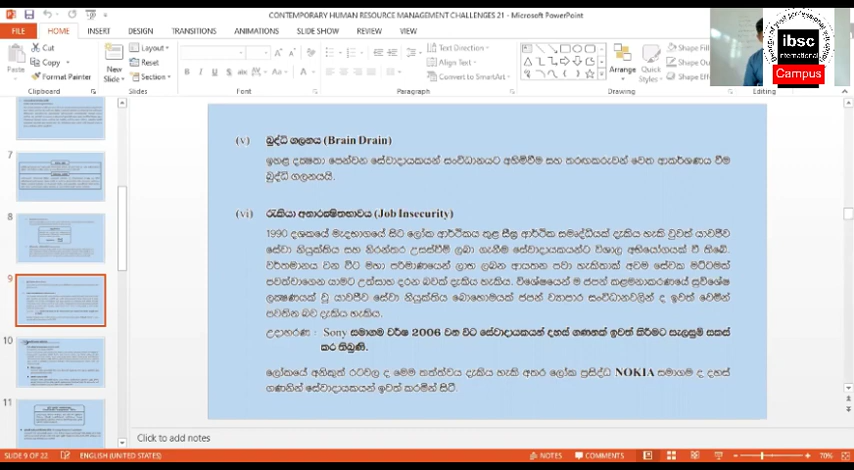 CONTEMPORARY HUMAN RESOURCE MANAGEMENT CHALLENGES 21 - Microsoft PowerPoint
FILE HOME INSERT DESIGN TRANSITIONS ANIMATIONS SLIDE SHOW REVIEW VIEW
Cut
Copy
Format Painter
Paste
Clipboard
New Slide
Layout
Reset
Section
Slides
Font
Text Direction
Align Text
Convert to SmartArt
Paragraph
Arrange
Quick Styles
Shape Fill
Shape
Shape Effe
Drawing
Editing
ibsc
international
Campus
7
8
9
10
11
(v) බුද්ධි ගලනය (Brain Drain)
ඉහළ දක්ෂතා පෙන්වන සේවාදායකයන් සංවිධානයට අහිමිවීම සහ තරඟකරුවන් වෙත ආකර්ශණය වීම
බුද්ධි ගලනයයි.
(vi) රැකියා අනාරක්ෂිතභාවය (Job Insecurity)
1990 දශකයේ මැදභාගයේ සිට ලෝක ආර්ථිකය තුළ සීඝ්‍ර ආර්ථික සමෘද්ධියක් දැකිය හැකි වුවත් යාවජීව
සේවා නියුක්තිය සහ නිරන්තර උසස්වීම් ලබා ගැනීම සේවාදායකයන්ට විශාල අභියෝගයක් වී තිබේ.
වර්තමානය වන විට මහා පරිමාණයෙන් ලාභ ලබන ආයතන පවා හැකිතාක් අවම සේවක මට්ටමක්
පවත්වාගෙන යාමට උත්සාහ දරන බවක් දැකිය හැකිය. විශේෂයෙන් ම ජපන් කළමනාකරණයේ සුවිශේෂ
ලක්ෂණයක් වූ යාවජීව සේවා නියුක්තිය බොහොමයක් ජපන් ව්‍යාපාර සංවිධානවලින් ද ඉවත් වෙමින්
පවතින බව දැකිය හැකිය.
උදාහරණ : Sony සමාගම වර්ෂ 2006 වන විට සේවාදායකයන් දහස් ගණනක් ඉවත් කිරීමට සැලසුම් සකස්
කර තිබුණි.
ලෝකයේ අනිකුත් රටවල ද මෙම තත්ත්වය දැකිය හැකි අතර ලෝක ප්‍රසිද්ධ NOKIA සමාගම ද දහස්
ගණනින් සේවාදායකයන් ඉවත් කරමින් සිටී.
Click to add notes
SLIDE 9 OF 22 ENGLISH (UNITED STATES) NOTES COMMENTS 70%